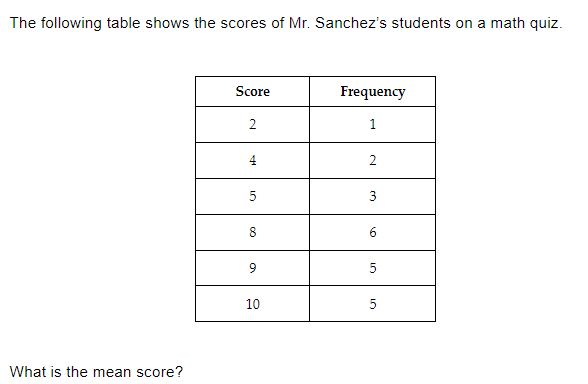 The following table shows the scores of Mr. Sanchez's students on a math quiz.
Score Frequency
2 1
4 2
5 3
8 6
9 5
10 5
What is the mean score?